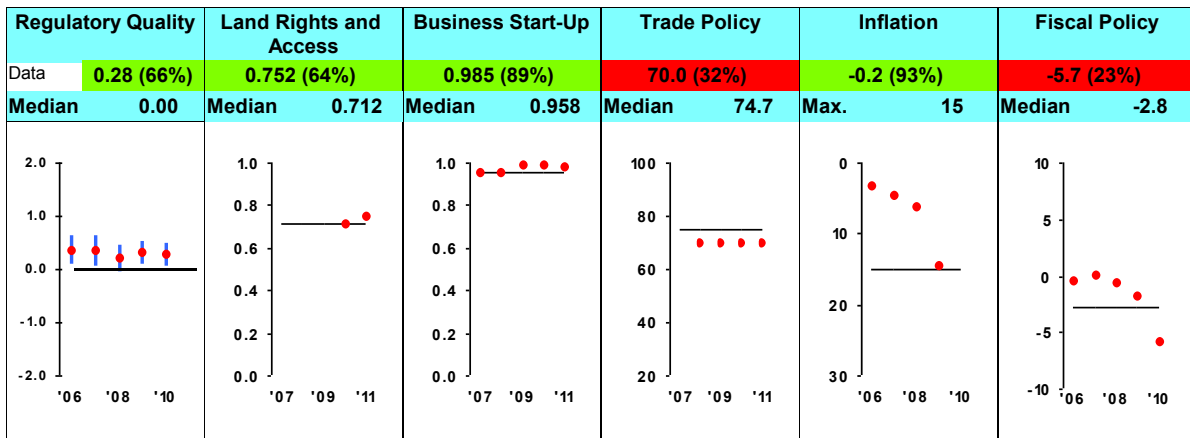 Regulatory Quality
Land Rights and
Access
Business Start-Up
Trade Policy
Inflation
Fiscal Policy
Data 0.28 (66%)
0.752 (64%)
0.985 (89%)
70.0 (32%)
-0.2 (93%)
-5.7 (23%)
Median 0.00
Median 0.712
Median 0.958
Median 74.7
Max. 15
Median -2.8
2.0
1.0
0.0
-1.0
-2.0
'06 '08 '10
1.0
0.8
0.6
0.4
0.2
0.0
'07 '09 '11
1.0
0.8
0.6
0.4
0.2
0.0
'07 '09 '11
100
80
60
40
20
'07 '09 '11
0
10
20
30
'06 '08 '10
10
5
0
-5
-10
'06 '08 '10